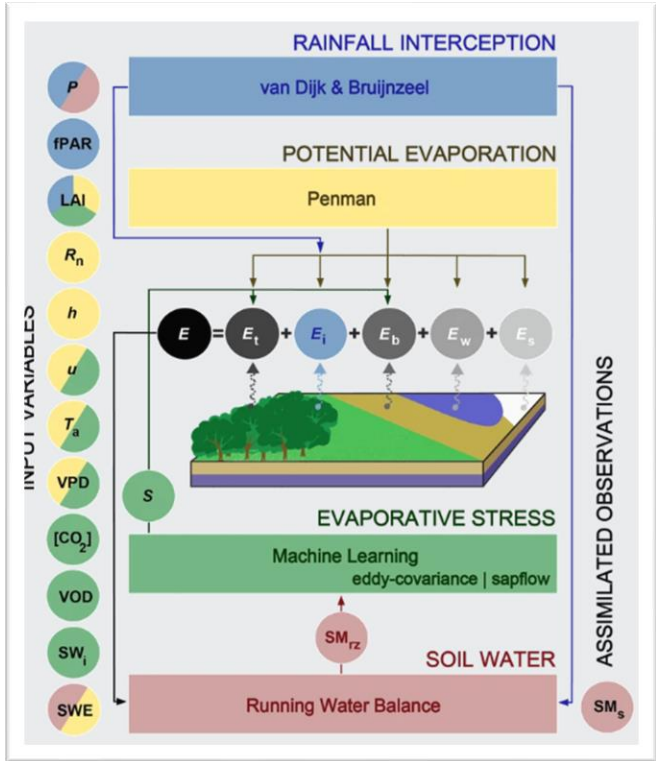 RAINFALL INTERCEPTION
van Dijk & Bruijnzeel
POTENTIAL EVAPORATION
Penman
P
fPAR
LAI
Rn
h
u
Ta
VPD
[CO2]
VOD
SWi
SWE
INPUT VARIABLES
E = Et + Ei + Eb + Ew + Es
S
EVAPORATIVE STRESS
Machine Learning
eddy-covariance | sapflow
SMrz
SOIL WATER
Running Water Balance
ASSIMILATED OBSERVATIONS
SMs